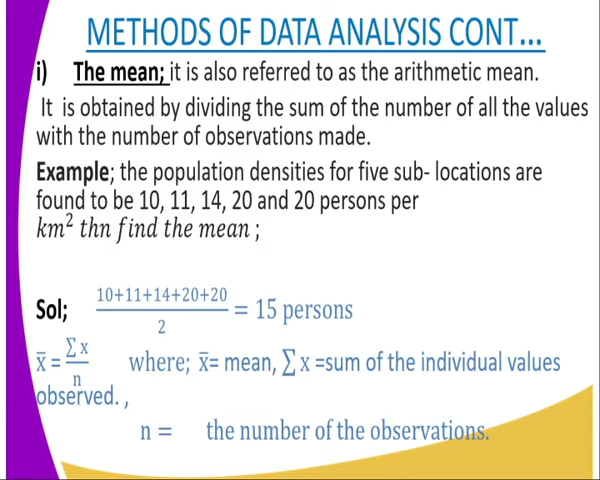 METHODS OF DATA ANALYSIS CONT…
i) The mean; it is also referred to as the arithmetic mean.
It is obtained by dividing the sum of the number of all the values
with the number of observations made.
Example; the population densities for five sub- locations are
found to be 10, 11, 14, 20 and 20 persons per
km² thn find the mean ;
10+11+14+20+20
Sol; = 15 persons
2
x̅ = ∑ x / n where; x̅= mean, ∑ x =sum of the individual values
observed. ,
n = the number of the observations.